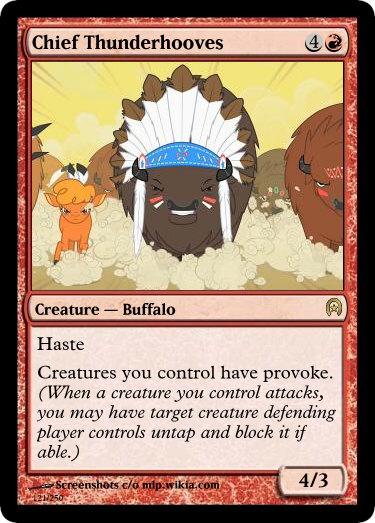 Chief Thunderhooves 4
Creature — Buffalo
Haste
Creatures you control have provoke.
(When a creature you control attacks,
you may have target creature defending
player controls untap and block it if
able.)
Screenshots c/o mlp.wikia.com
121/250
4/3